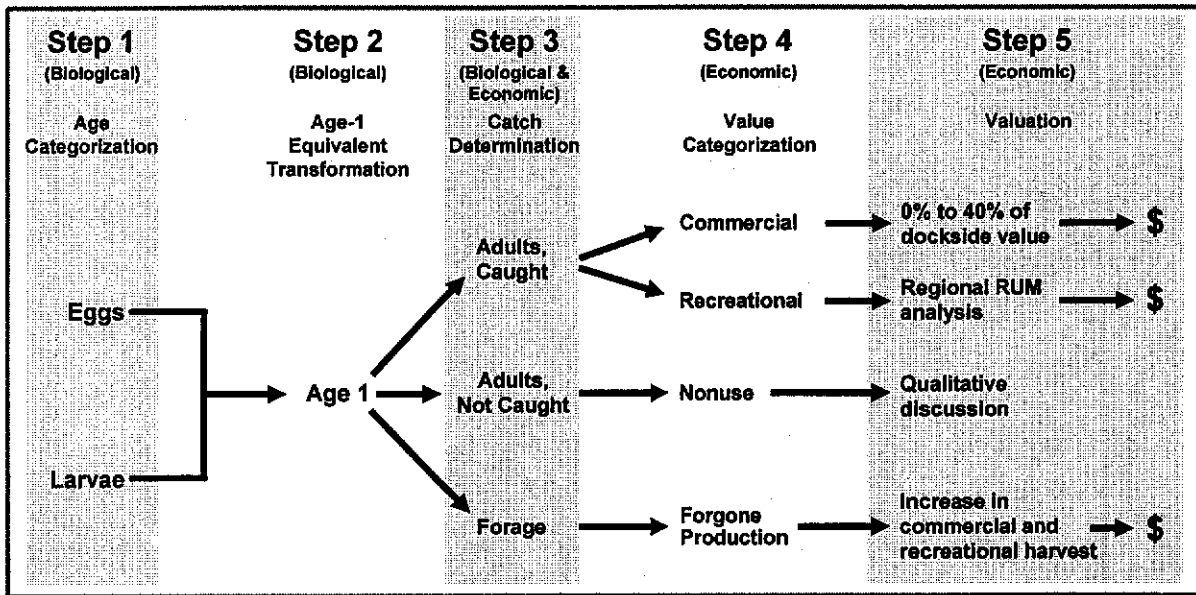 Step 1
(Biological)
Age
Categorization
Step 2
(Biological)
Age-1
Equivalent
Transformation
Step 3
(Biological &
Economic)
Catch
Determination
Step 4
(Economic)
Value
Categorization
Step 5
(Economic)
Valuation
Eggs
Larvae
Age 1
Adults,
Caught
Adults,
Not Caught
Forage
Commercial
Recreational
Nonuse
Forgone
Production
0% to 40% of
dockside value
$
Regional RUM
analysis
$
Qualitative
discussion
Increase in
commercial and
recreational harvest
$